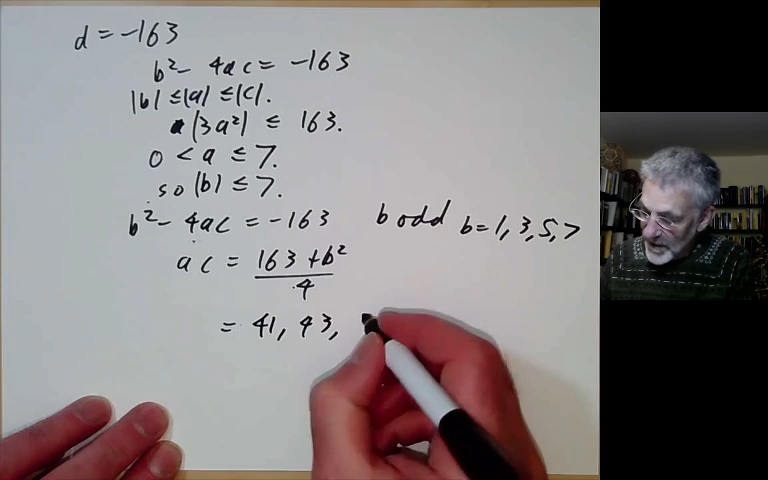 d = -163
b² - 4ac = -163
|b| ≤ |a| ≤ |c|.
|3a²| ≤ 163.
0 < a ≤ 7.
so |b| ≤ 7.
b² - 4ac = -163 b odd b = 1, 3, 5, 7
ac = 163 + b² / 4
= 41, 43,